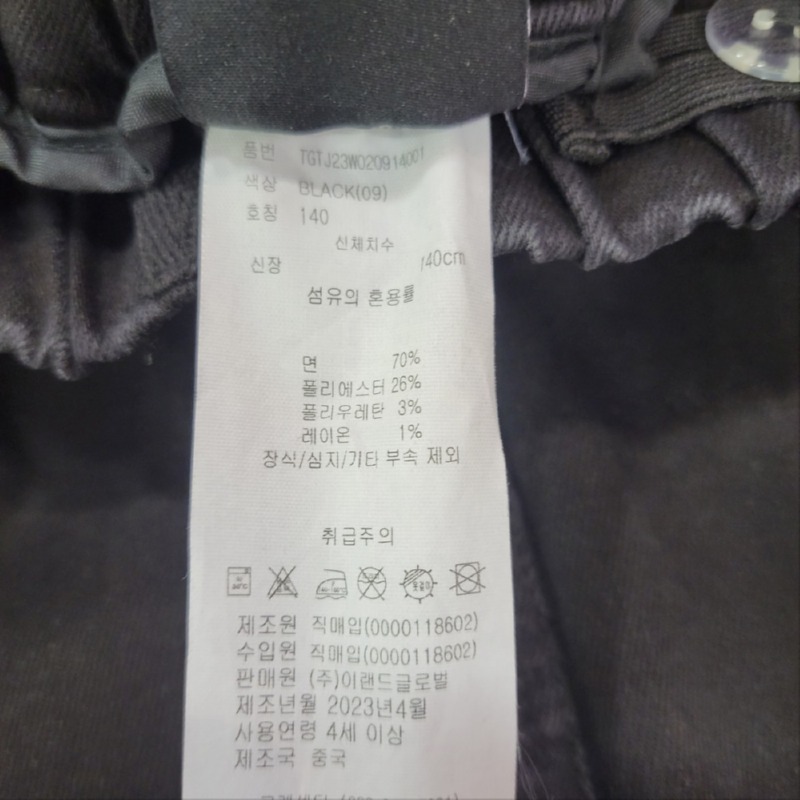 품번 TGTJ23W020914001
색상 BLACK(09)
호칭 140
신체치수
신장 140cm
섬유의 혼용률
면 70%
폴리에스터 26%
폴리우레탄 3%
레이온 1%
장식/심지/기타 부속 제외
취급주의
옷걸이
제조원 직매입(0000118602)
수입원 직매입(0000118602)
판매원 (주)이랜드글로벌
제조년월 2023년4월
사용연령 4세 이상
제조국 중국